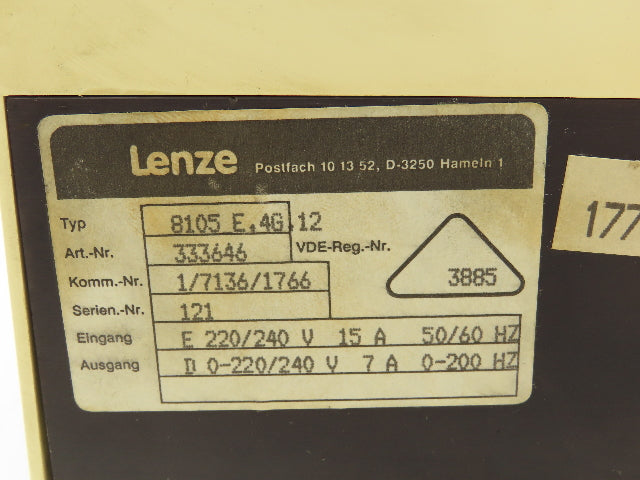 Lenze Postfach 10 13 52, D-3250 Hameln 1
Typ 8105 E.4G.12
Art.-Nr. 333646 VDE-Reg.-Nr.
Komm.-Nr. 1/7136/1766 3885
Serien.-Nr. 121
Eingang E 220/240 V 15 A 50/60 HZ
Ausgang D 0-220/240 V 7 A 0-200 HZ
177